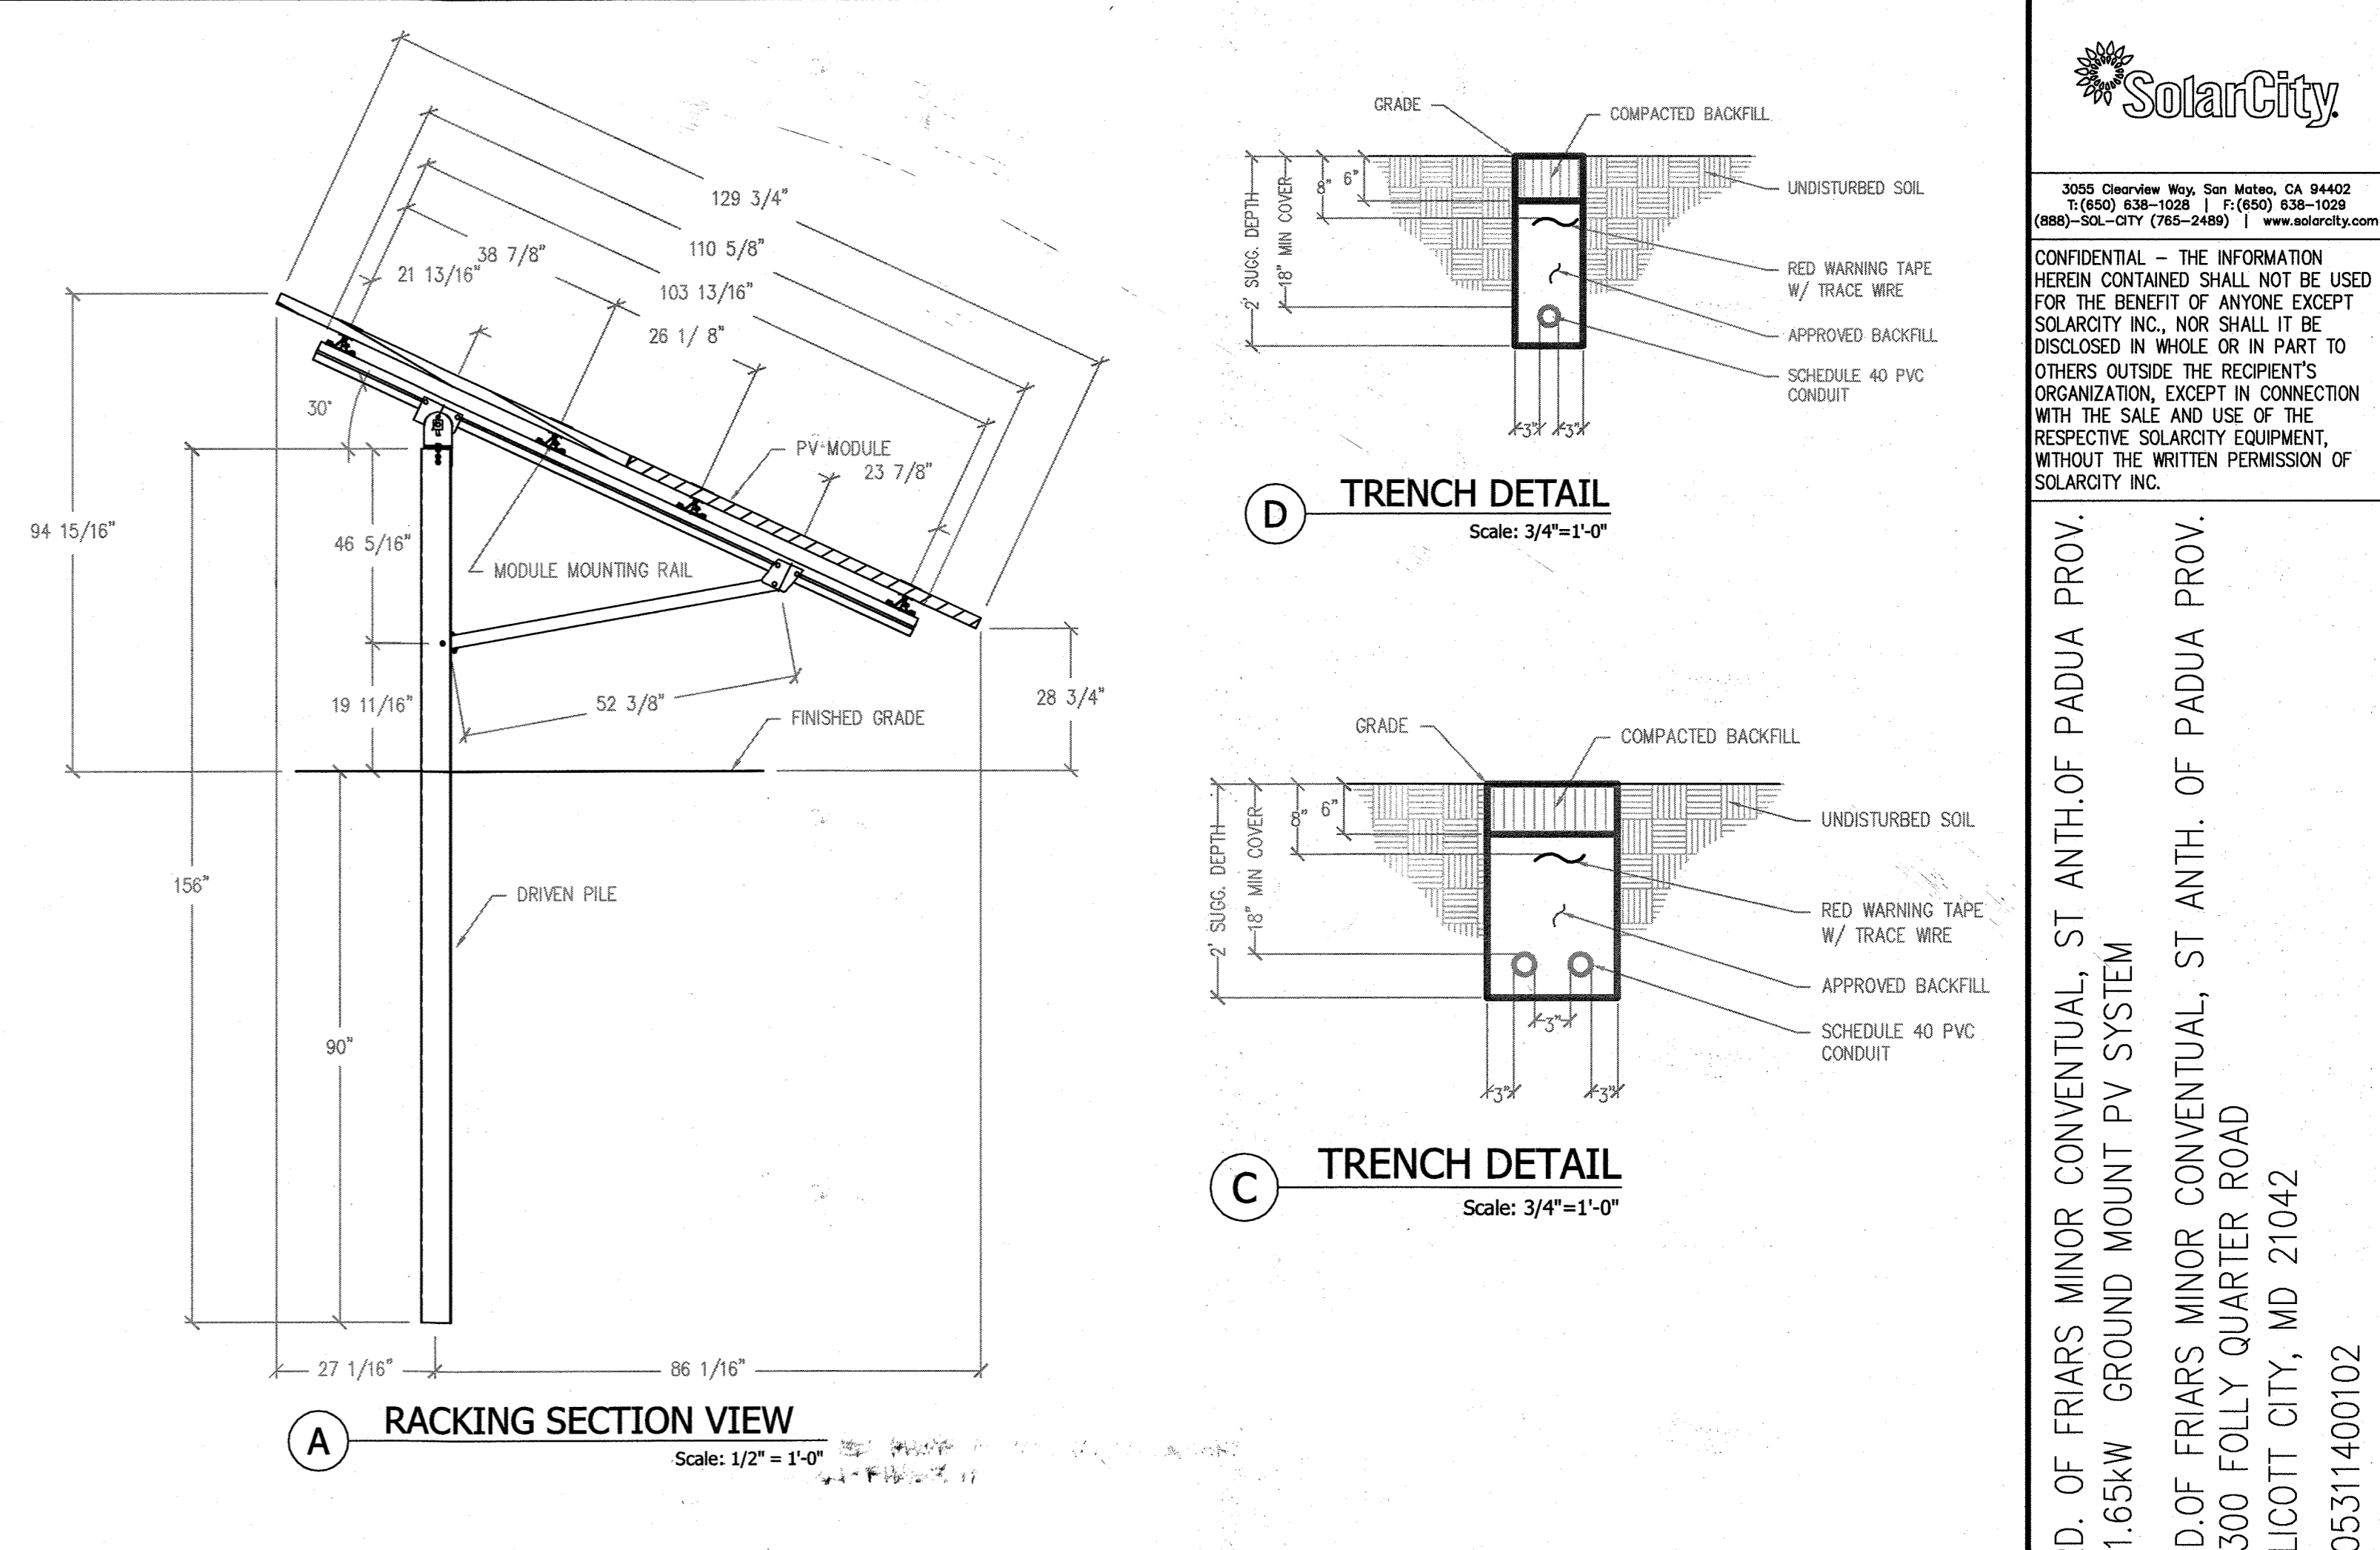 129 3/4"
110 5/8"
103 13/16"
38 7/8"
21 13/16"
26 1/ 8"
23 7/8"
30°
PV MODULE
MODULE MOUNTING RAIL
94 15/16"
46 5/16"
19 11/16"
52 3/8"
28 3/4"
FINISHED GRADE
156"
DRIVEN PILE
90"
27 1/16"
86 1/16"
A
RACKING SECTION VIEW
Scale: 1/2" = 1'-0"
GRADE
COMPACTED BACKFILL
2' SUGG. DEPTH
18" MIN COVER
8"
6"
UNDISTURBED SOIL
RED WARNING TAPE
W/ TRACE WIRE
APPROVED BACKFILL
SCHEDULE 40 PVC
CONDUIT
3"
3"
D
TRENCH DETAIL
Scale: 3/4"=1'-0"
GRADE
COMPACTED BACKFILL
2' SUGG. DEPTH
18" MIN COVER
8"
6"
UNDISTURBED SOIL
RED WARNING TAPE
W/ TRACE WIRE
APPROVED BACKFILL
SCHEDULE 40 PVC
CONDUIT
3"
3"
3"
C
TRENCH DETAIL
Scale: 3/4"=1'-0"
SolarCity.
3055 Clearview Way, San Mateo, CA 94402
T:(650) 638-1028 | F:(650) 638-1029
(888)-SOL-CITY (765-2489) | www.solarcity.com
CONFIDENTIAL – THE INFORMATION
HEREIN CONTAINED SHALL NOT BE USED
FOR THE BENEFIT OF ANYONE EXCEPT
SOLARCITY INC., NOR SHALL IT BE
DISCLOSED IN WHOLE OR IN PART TO
OTHERS OUTSIDE THE RECIPIENT'S
ORGANIZATION, EXCEPT IN CONNECTION
WITH THE SALE AND USE OF THE
RESPECTIVE SOLARCITY EQUIPMENT,
WITHOUT THE WRITTEN PERMISSION OF
SOLARCITY INC.
D. OF FRIARS MINOR CONVENTUAL, ST ANTH.OF PADUA PROV.
1.65kW GROUND MOUNT PV SYSTEM
D.OF FRIARS MINOR CONVENTUAL, ST ANTH. OF PADUA PROV.
300 FOLLY QUARTER ROAD
LICOTT CITY, MD 21042
0531140​0102